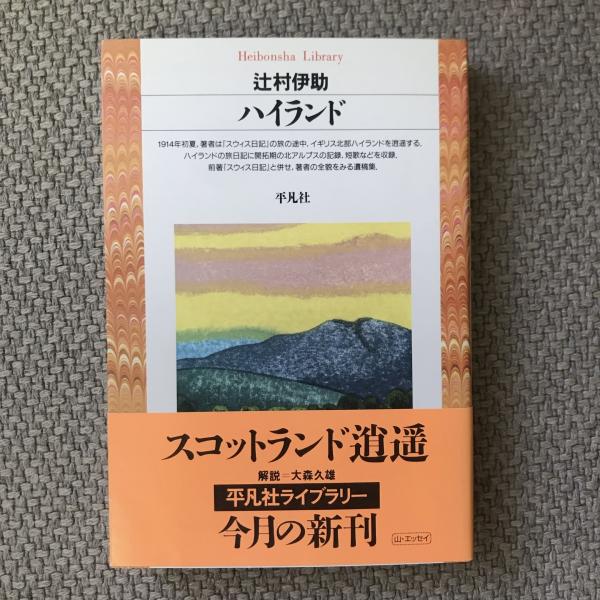 Heibonsha Library
辻村伊助
ハイランド
1914年初夏。著者は「スウィス日記」の旅の途中、イギリス北部ハイランドを逍遥する。
ハイランドの旅日記に開拓期の北アルプスの記録、短歌などを収録。
前著「スウィス日記」と併せ、著者の全貌をみる遺稿集。
平凡社
スコットランド逍遥
解説＝大森久雄
平凡社ライブラリー
今月の新刊
山・エッセイ